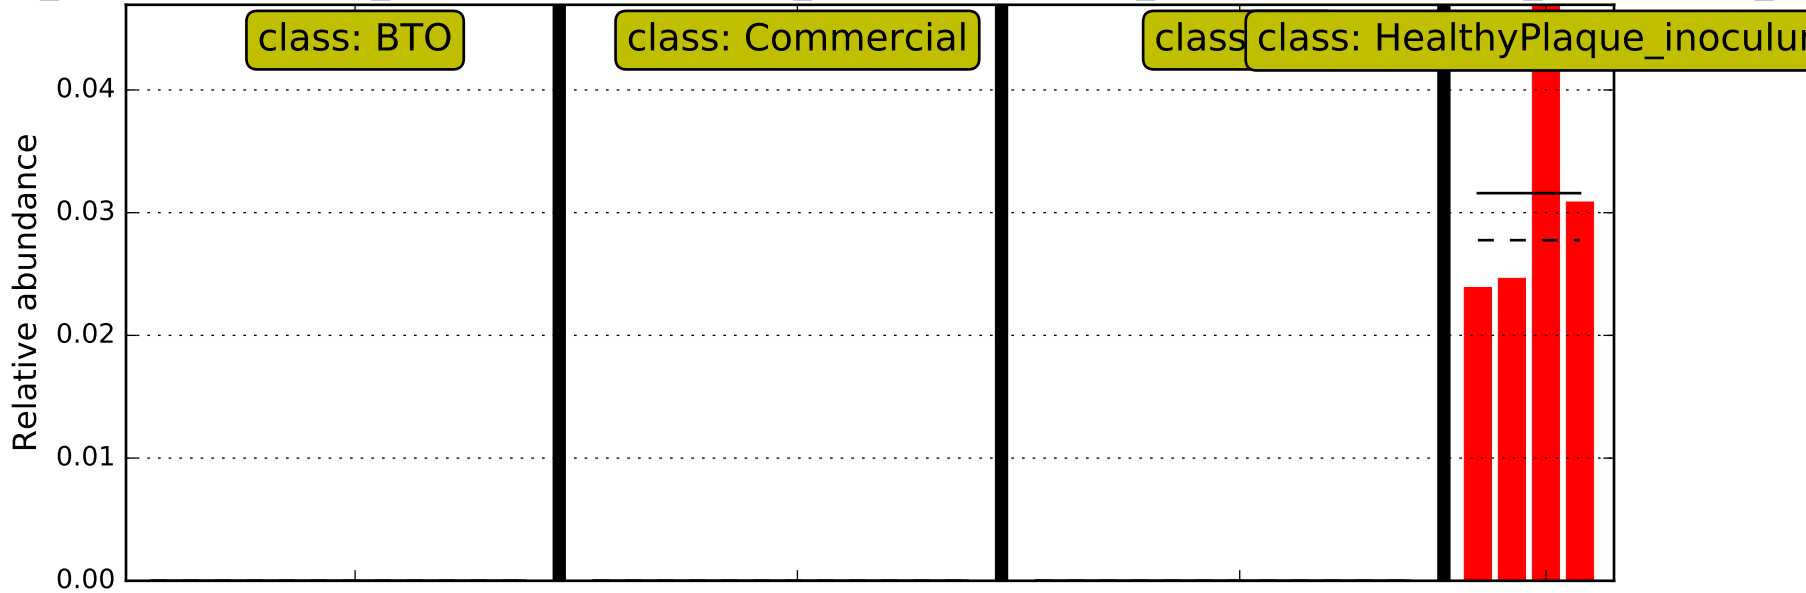 class: BTO
class: Commercial
class
class: HealthyPlaque_inoculu
0.04
0.03
0.02
0.01
0.00
Relative abundance